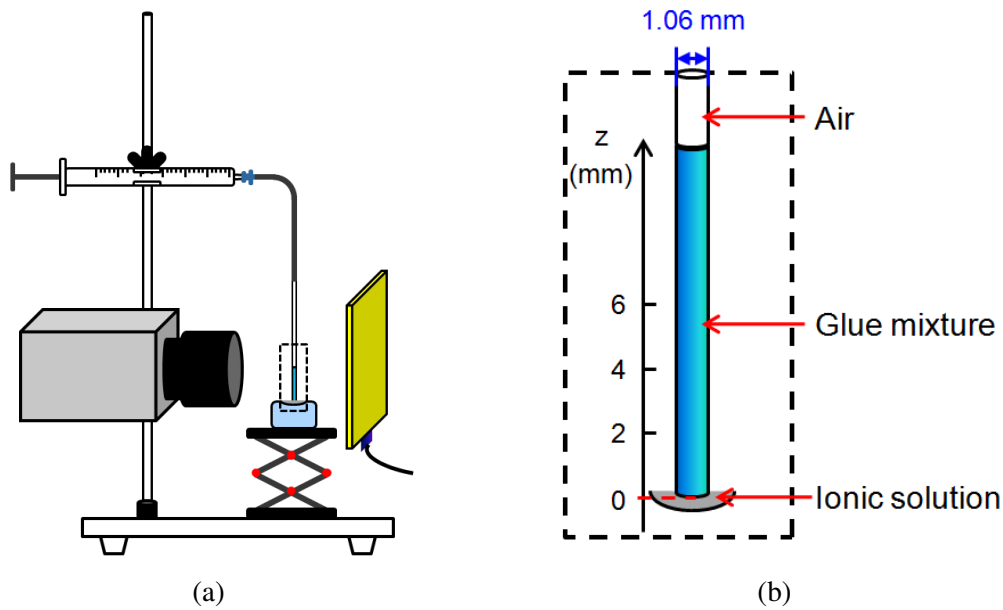 1.06 mm
Air
z
(mm)
6
Glue mixture
4
2
0
Ionic solution
(a)
(b)